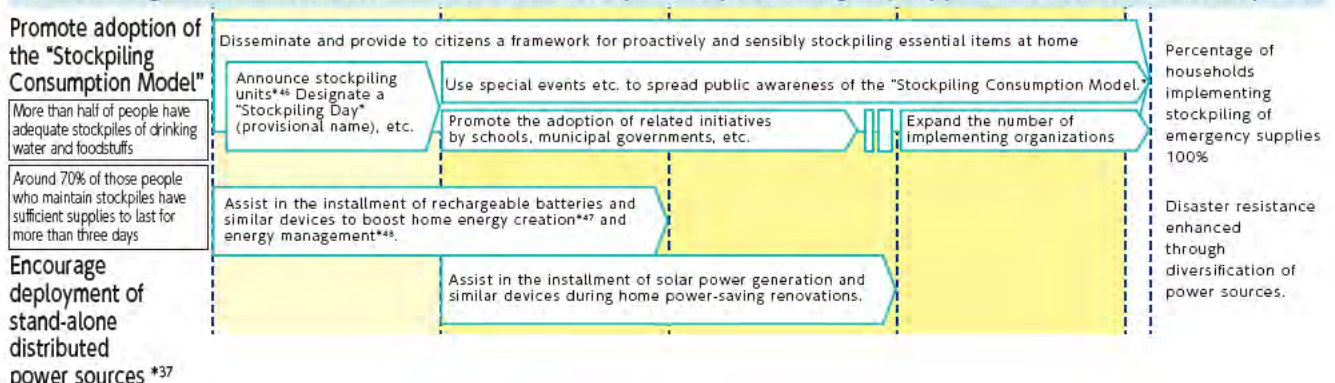 Promote adoption of
the "Stockpiling
Consumption Model"
More than half of people have
adequate stockpiles of drinking
water and foodstuffs
Around 70% of those people
who maintain stockpiles have
sufficient supplies to last for
more than three days
Encourage
deployment of
stand-alone
distributed
power sources *37
Disseminate and provide to citizens a framework for proactively and sensibly stockpiling essential items at home
Announce stockpiling
units*46 Designate a
"Stockpiling Day"
(provisional name), etc.
Use special events etc. to spread public awareness of the "Stockpiling Consumption Model."
Promote the adoption of related initiatives
by schools, municipal governments, etc.
Expand the number of
implementing organizations
Assist in the installment of rechargeable batteries and
similar devices to boost home energy creation*47 and
energy management*48.
Assist in the installment of solar power generation and
similar devices during home power-saving renovations.
Percentage of
households
implementing
stockpiling of
emergency supplies
100%
Disaster resistance
enhanced
through
diversification of
power sources.